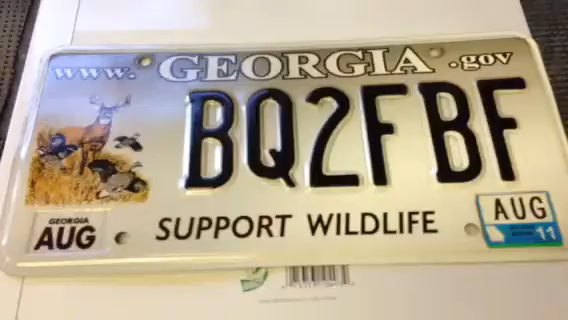 www. GEORGIA .gov
BQ2FBF
GEORGIA
AUG
SUPPORT WILDLIFE
AUG
11